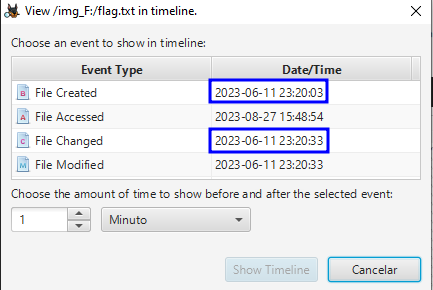 View /img_F:/flag.txt in timeline.
Choose an event to show in timeline:
Event Type Date/Time
B File Created 2023-06-11 23:20:03
A File Accessed 2023-08-27 15:48:54
C File Changed 2023-06-11 23:20:33
M File Modified 2023-06-11 23:20:33
Choose the amount of time to show before and after the selected event:
1 Minuto
Show Timeline Cancelar